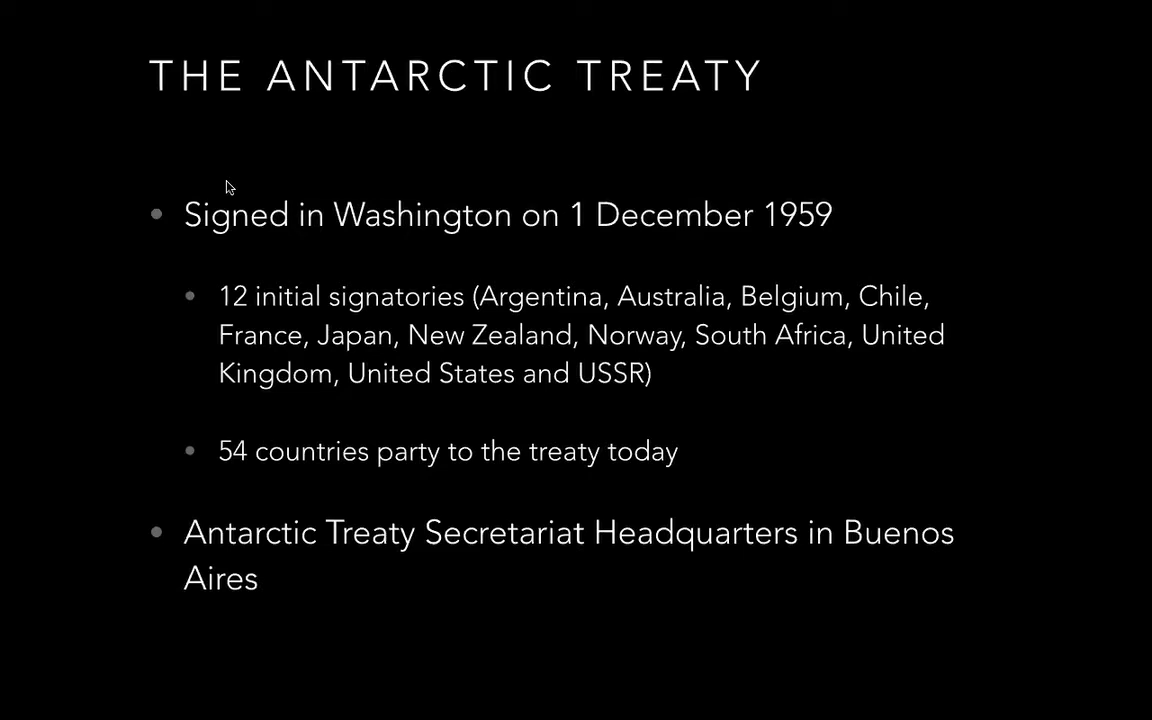 THE ANTARCTIC TREATY
• Signed in Washington on 1 December 1959
• 12 initial signatories (Argentina, Australia, Belgium, Chile,
France, Japan, New Zealand, Norway, South Africa, United
Kingdom, United States and USSR)
• 54 countries party to the treaty today
• Antarctic Treaty Secretariat Headquarters in Buenos
Aires